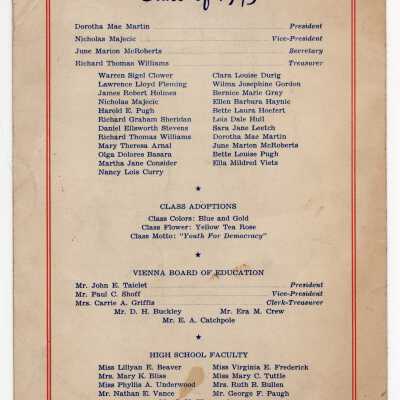 Class of 1943
Dorotha Mae Martin President
Nicholas Majecic Vice-President
June Marion McRoberts Secretary
Richard Thomas Williams Treasurer
Warren Sigel Clower
Lawrence Lloyd Fleming
James Robert Holmes
Nicholas Majecic
Harold E. Pugh
Richard Graham Sheridan
Daniel Ellsworth Stevens
Richard Thomas Williams
Mary Theresa Arnal
Olga Dolores Basara
Martha Jane Consider
Nancy Lois Curry
Clara Louise Durig
Wilma Josephine Gordon
Bernice Marie Gray
Ellen Barbara Haynie
Bette Laura Hoefert
Lois Dale Hull
Sara Jane Leetch
Dorotha Mae Martin
June Marion McRoberts
Bette Louise Pugh
Ella Mildred Viets
CLASS ADOPTIONS
Class Colors: Blue and Gold
Class Flower: Yellow Tea Rose
Class Motto: "Youth For Democracy"
VIENNA BOARD OF EDUCATION
Mr. John E. Taiclet President
Mr. Paul C. Shoff Vice-President
Mrs. Carrie A. Griffis Clerk-Treasurer
Mr. D. H. Buckley Mr. Era M. Crew
Mr. E. A. Catchpole
HIGH SCHOOL FACULTY
Miss Lillyan E. Beaver
Mrs. Mary K. Bliss
Miss Phyllis A. Underwood
Mr. Nathan E. Vance
Miss Virginia E. Frederick
Miss Mary C. Tuttle
Mrs. Ruth B. Bullen
Mr. George F. Paugh